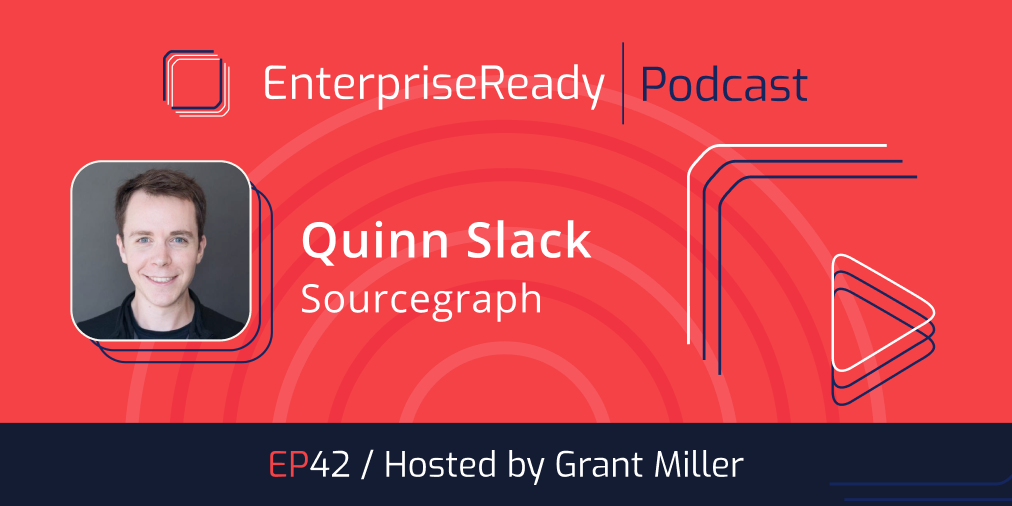 EnterpriseReady Podcast
Quinn Slack
Sourcegraph
EP42 / Hosted by Grant Miller